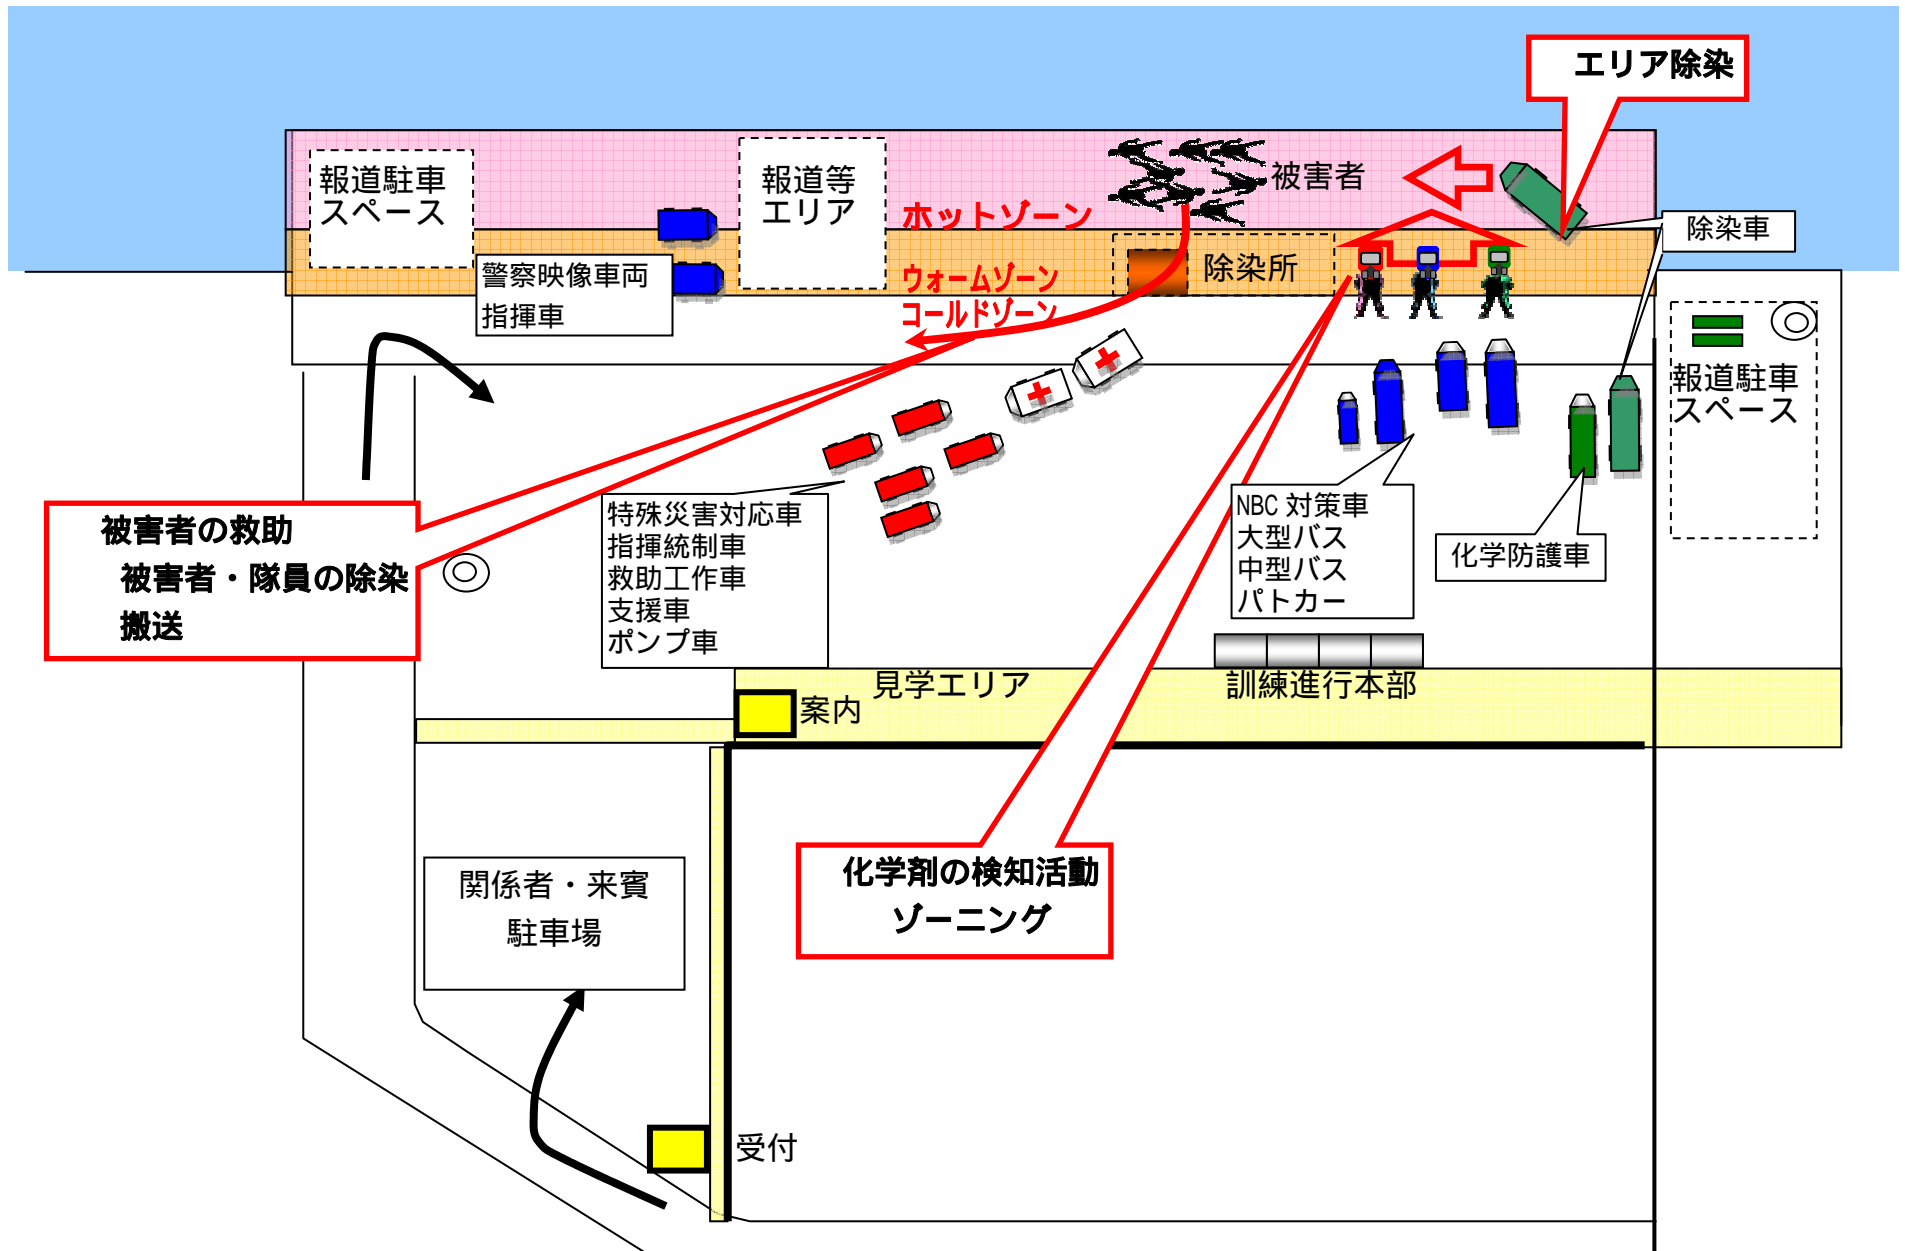 エリア除染
報道駐車
スペース
報道等
エリア
被害者
ホットゾーン
除染車
警察映像車両
指揮車
ウォームゾーン
コールドゾーン
除染所
報道駐車
スペース
被害者の救助
被害者・隊員の除染
搬送
特殊災害対応車
指揮統制車
救助工作車
支援車
ポンプ車
NBC 対策車
大型バス
中型バス
パトカー
化学防護車
見学エリア
訓練進行本部
案内
化学剤の検知活動
ゾーニング
関係者・来賓
駐車場
受付